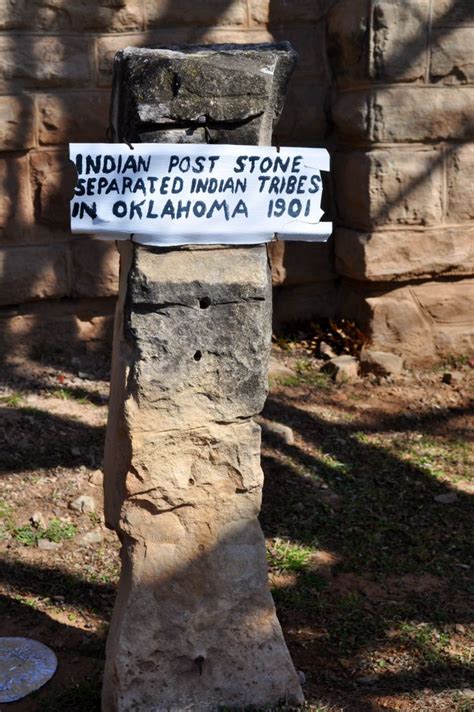 INDIAN POST STONE
SEPARATED INDIAN TRIBES
IN OKLAHOMA 1901